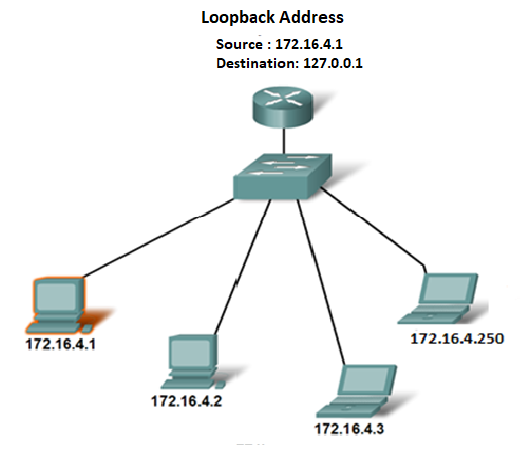 Loopback Address
Source : 172.16.4.1
Destination: 127.0.0.1
172.16.4.250
172.16.4.1
172.16.4.2
172.16.4.3